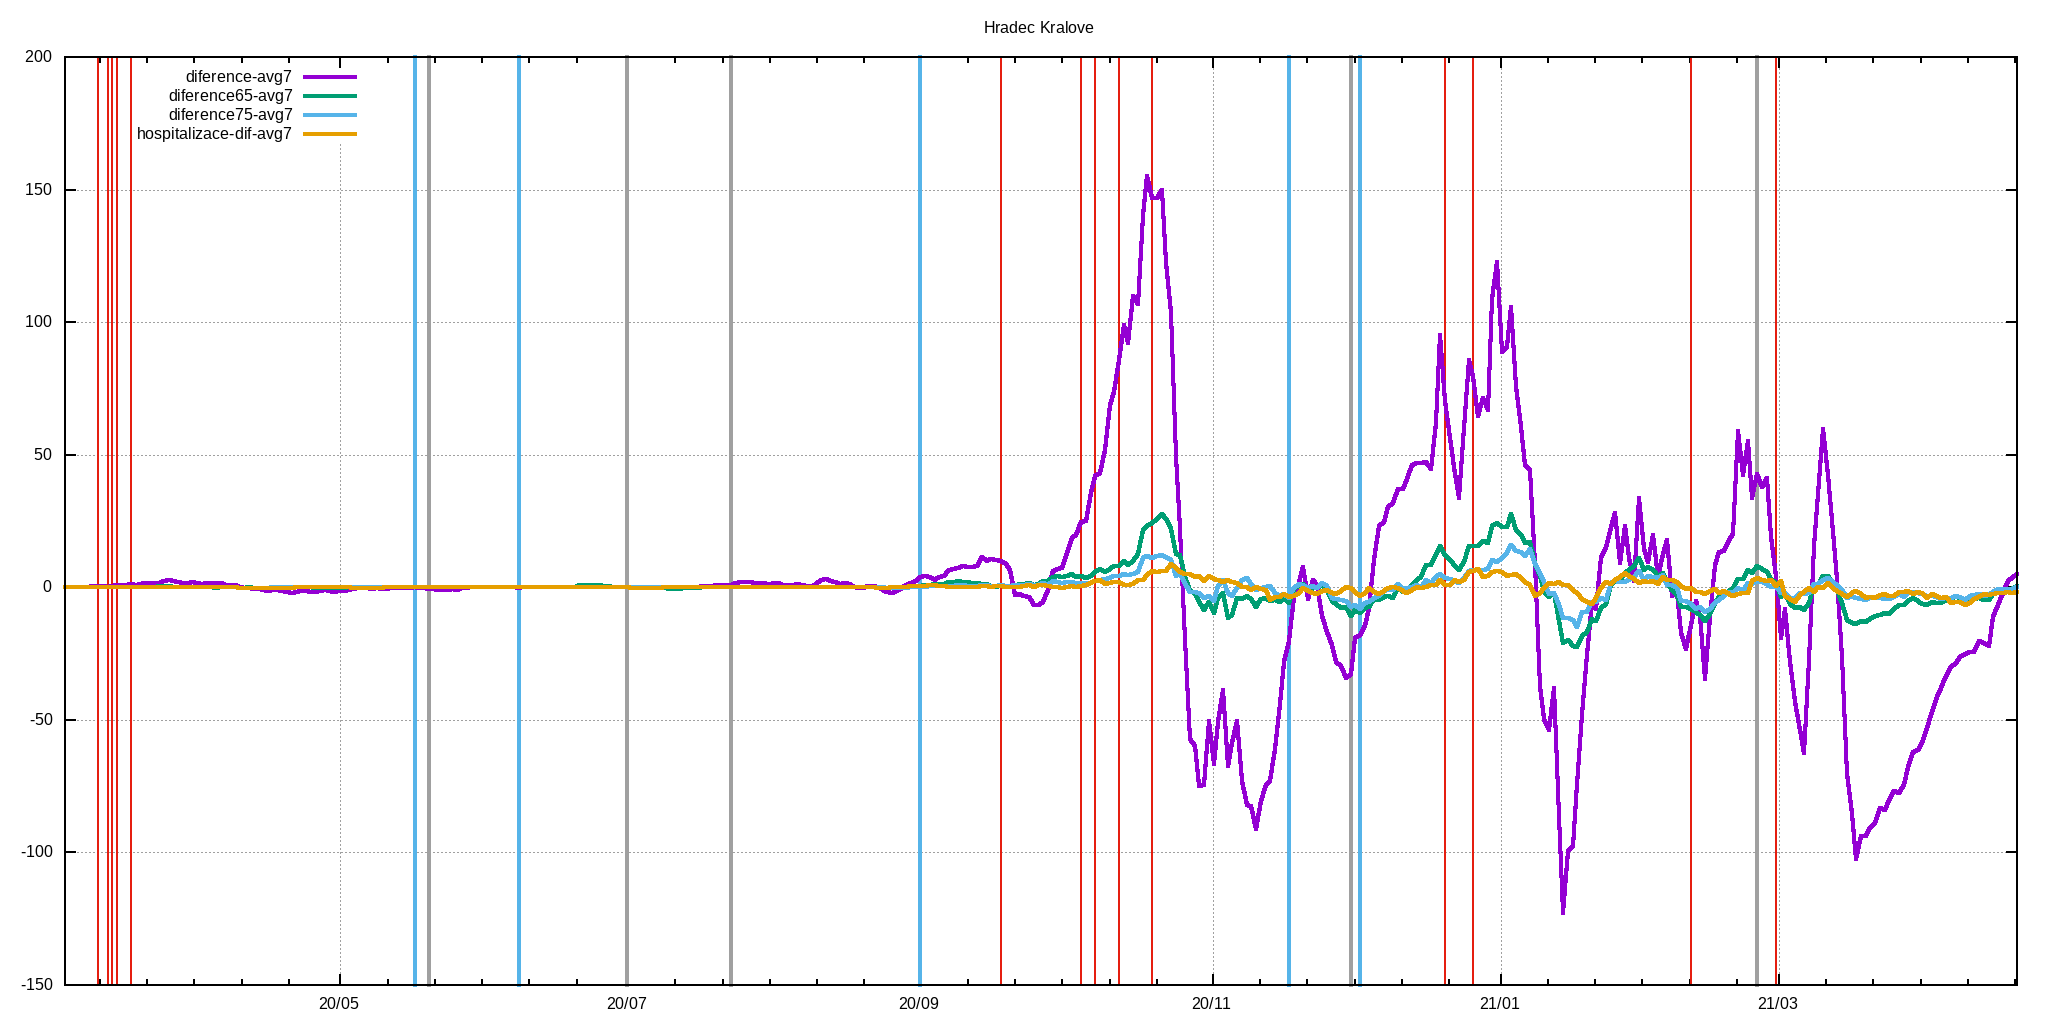 Hradec Kralove
200
150
100
50
0
-50
-100
-150
diference-avg7
diference65-avg7
diference75-avg7
hospitalizace-dif-avg7
20/05
20/07
20/09
20/11
21/01
21/03